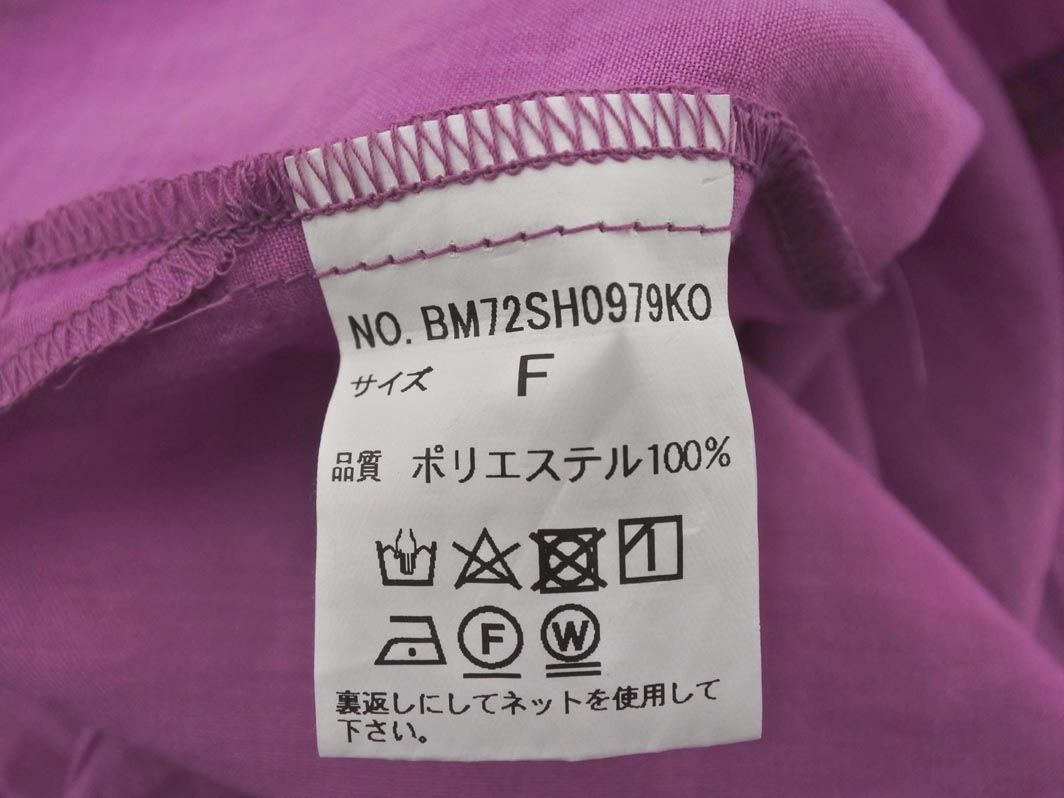 NO. BM72SH0979KO
サイズ F
品質 ポリエステル100%
F W
裏返しにしてネットを使用して
下さい。